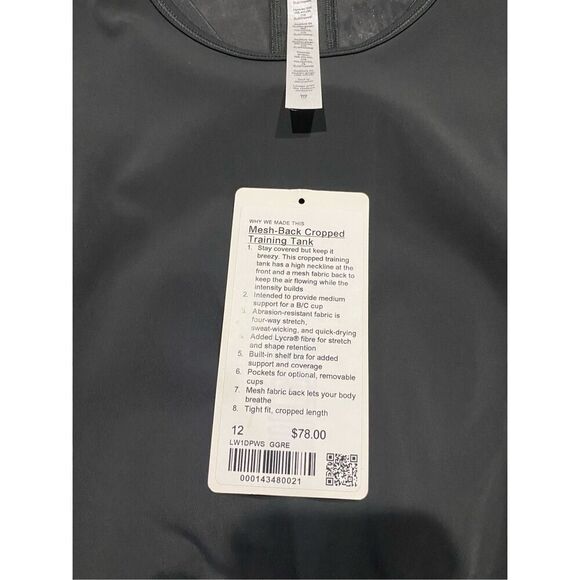 WHY WE MADE THIS
Mesh-Back Cropped
Training Tank
1. Stay covered but keep it
breezy. This cropped training
tank has a high neckline at the
front and a mesh fabric back to
keep the air flowing while the
intensity builds
2. Intended to provide medium
support for a B/C cup
3. Abrasion-resistant fabric is
four-way stretch,
sweat-wicking, and quick-drying
4. Added Lycra® fibre for stretch
and shape retention
5. Built-in shelf bra for added
support and coverage
6. Pockets for optional, removable
cups
7. Mesh fabric back lets your body
breathe
8. Tight fit, cropped length
12 $78.00
LW1DPWS GGRE
000143480021